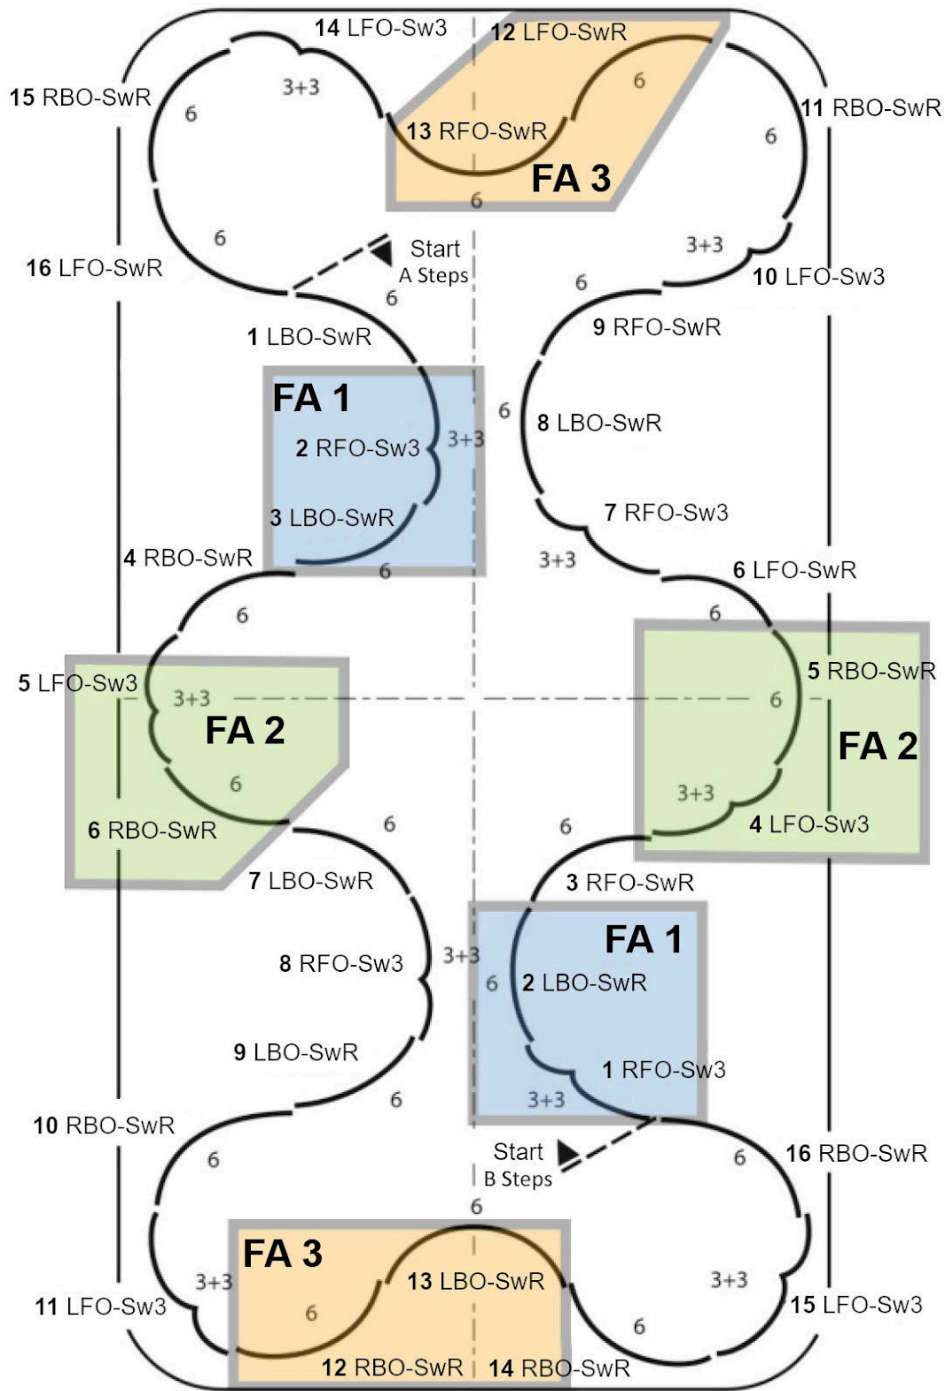 14 LFO-Sw3
12 LFO-SwR
3+3
6
15 RBO-SwR
6
13 RFO-SwR
11 RBO-SwR
6
FA 3
6
6
3+3
Start
A Steps
16 LFO-SwR
10 LFO-Sw3
6
6
9 RFO-SwR
1 LBO-SwR
FA 1
6
8 LBO-SwR
2 RFO-Sw3
3+3
3 LBO-SwR
7 RFO-Sw3
4 RBO-SwR
6
3+3
6 LFO-SwR
6
6
5 LFO-Sw3
3+3
5 RBO-SwR
6
FA 2
FA 2
6
3+3
6 RBO-SwR
6
6
4 LFO-Sw3
7 LBO-SwR
3 RFO-SwR
FA 1
8 RFO-Sw3
3+3
6
2 LBO-SwR
9 LBO-SwR
1 RFO-Sw3
6
3+3
10 RBO-SwR
Start
B Steps
6
6
16 RBO-SwR
6
FA 3
3+3
13 LBO-SwR
3+3
11 LFO-Sw3
6
6
15 LFO-Sw3
12 RBO-SwR
14 RBO-SwR